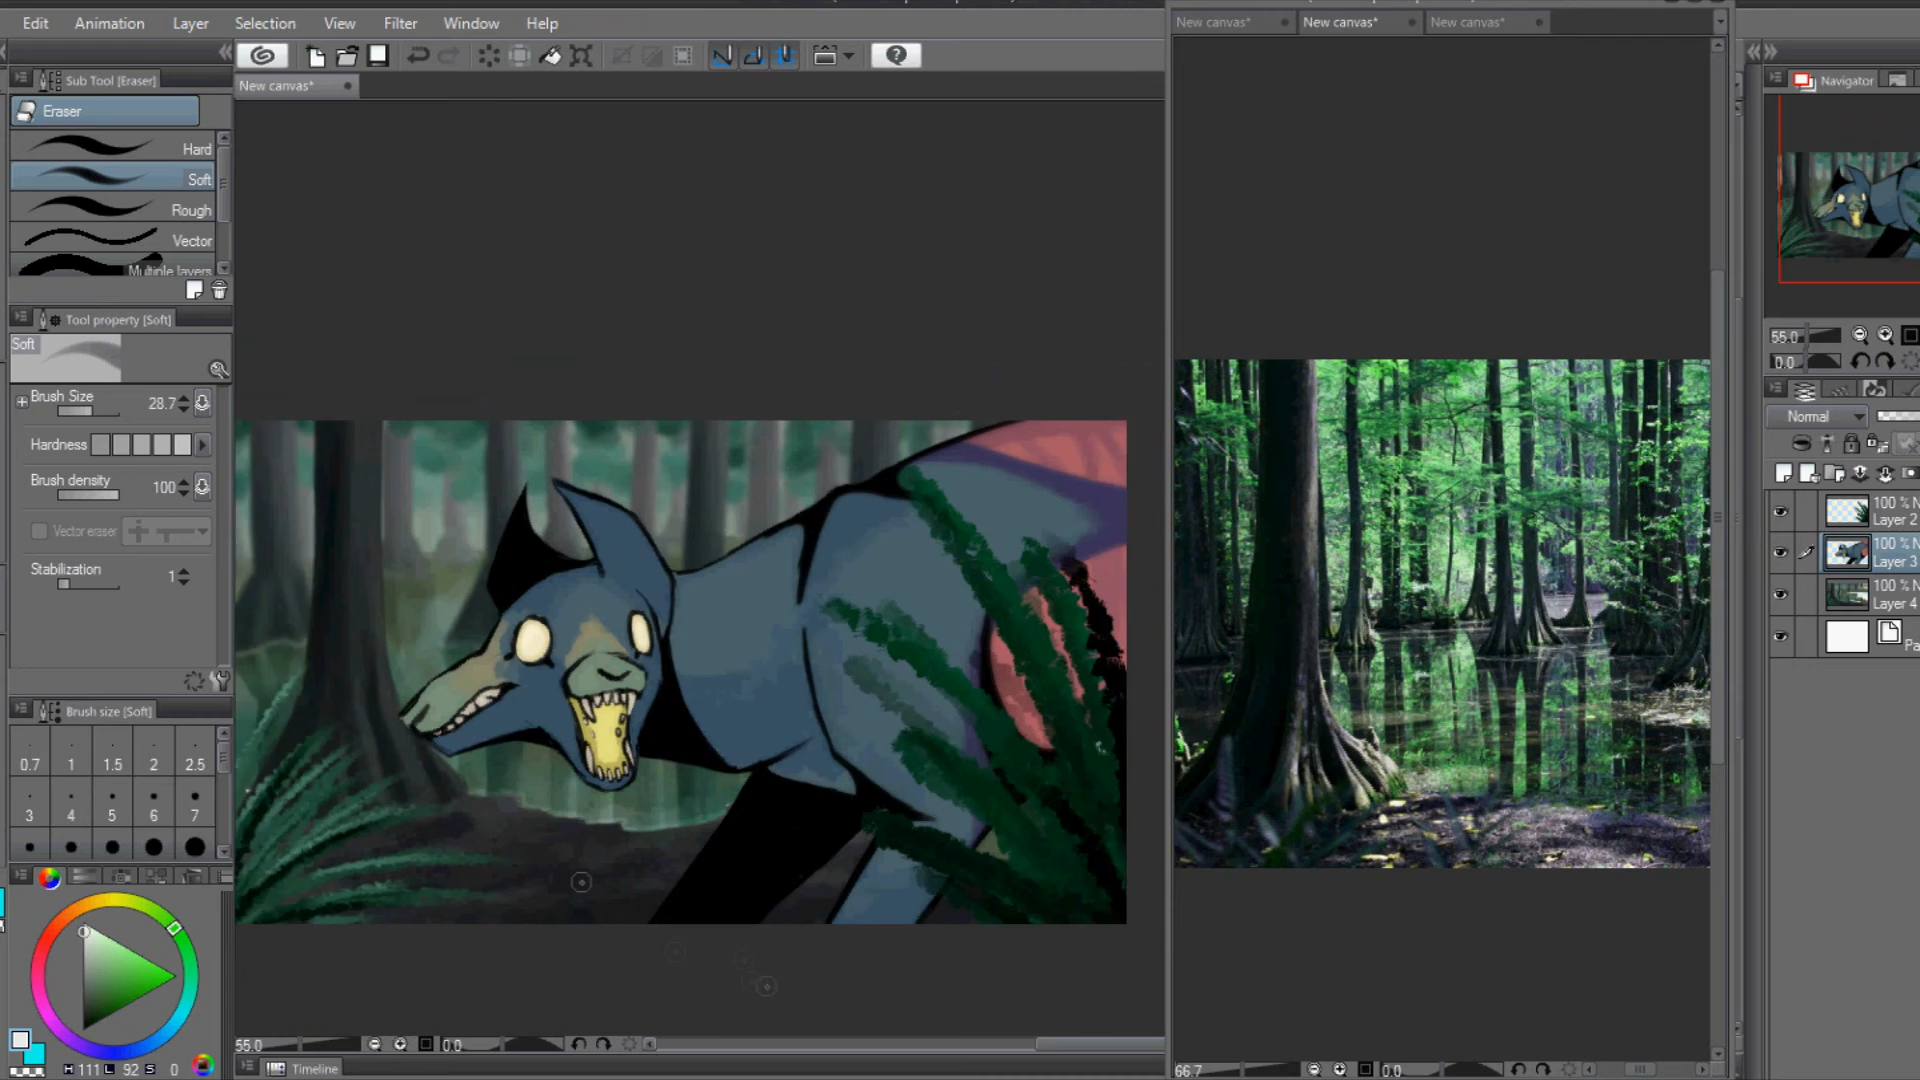 Edit Animation Layer Selection View Filter Window Help
New canvas* New canvas* New canvas*
Sub Tool [Eraser]
New canvas*
Navigator
Eraser
Hard
Soft
Rough
Vector
Multiple layers
Tool property [Soft]
Soft
Brush Size 28.7
Hardness
Brush density 100
Vector eraser
Stabilization 1
55.0
0.0
Normal
100 % N
Layer 2
100 % N
Layer 3
100 % N
Layer 4
Pa
Brush size [Soft]
0.7 1 1.5 2 2.5
3 4 5 6 7
H 111 L 92 S 0
55.0 0.0
Timeline
66.7 0.0